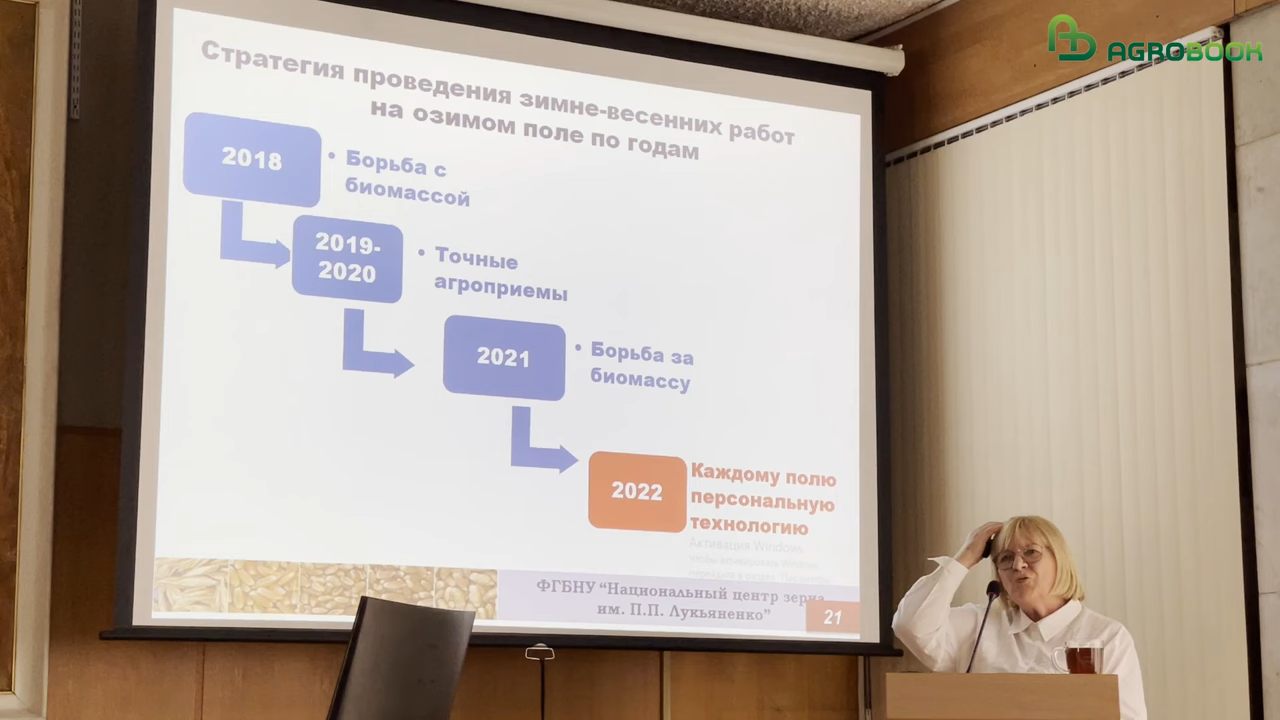 AGROBOOK
Стратегия проведения зимне-весенних работ
на озимом поле по годам
2018
• Борьба с
биомассой
2019-
2020
• Точные
агроприемы
2021
• Борьба за
биомассу
2022
Каждому полю
персональную
технологию
Активация Windows
ФГБНУ “Национальный центр зерна
им. П.П. Лукьяненко”
21